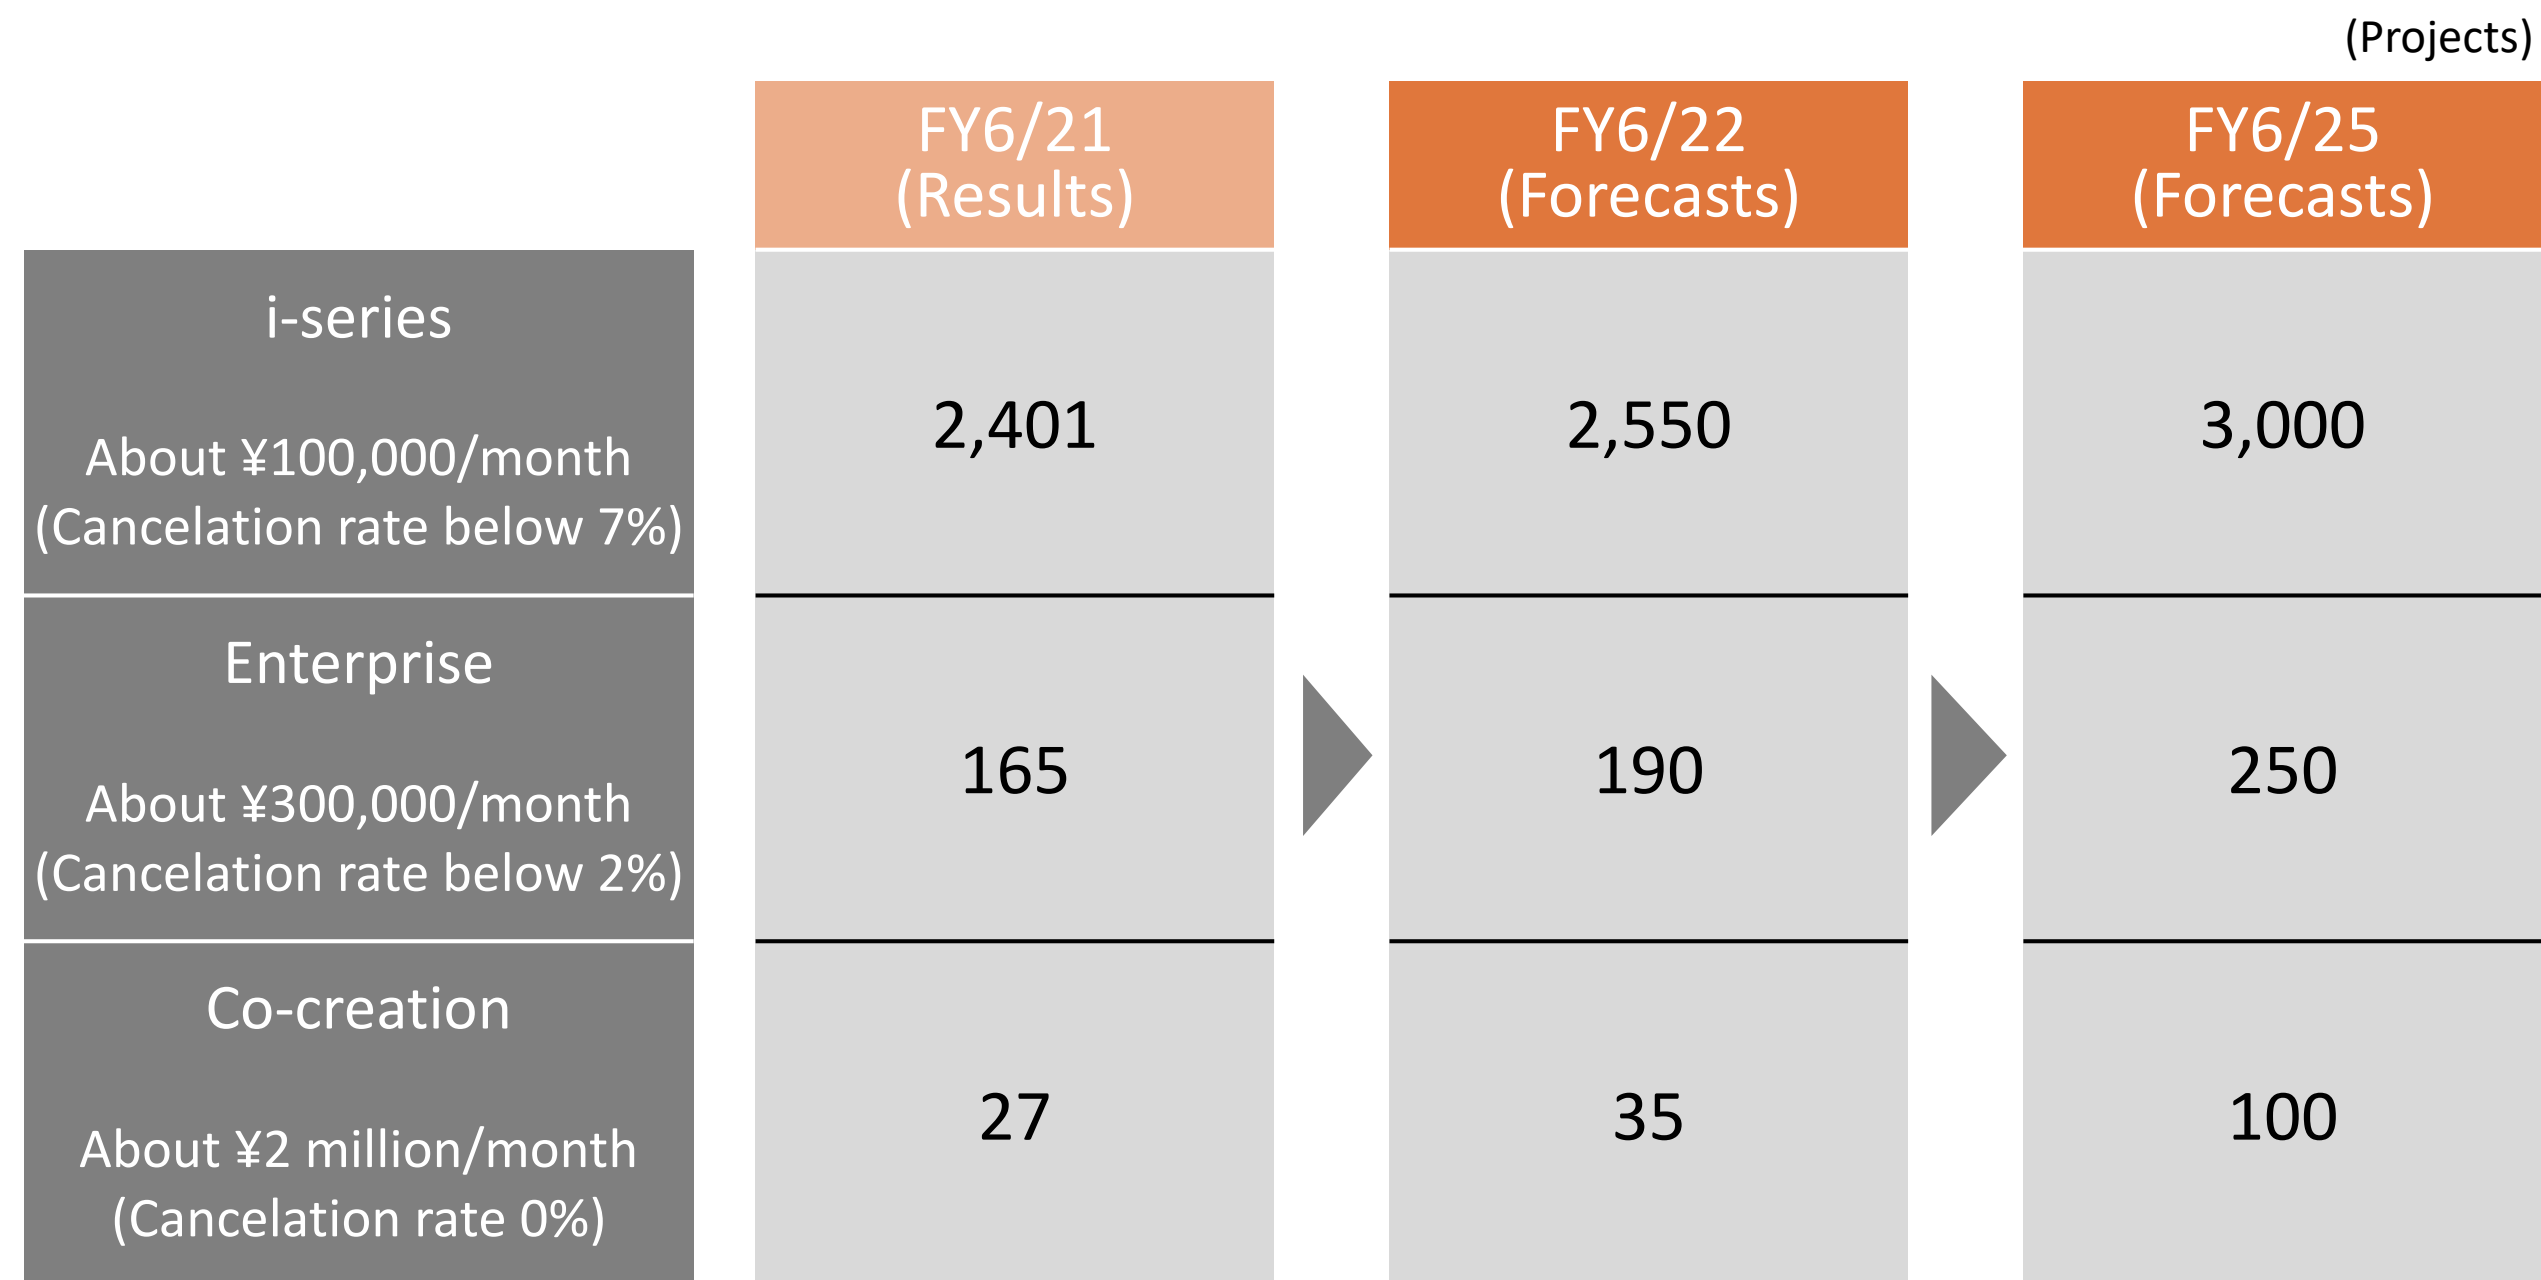 (Projects)
FY6/21
(Results)
FY6/22
(Forecasts)
FY6/25
(Forecasts)
i-series
About ¥100,000/month
(Cancelation rate below 7%)
2,401
2,550
3,000
Enterprise
About ¥300,000/month
(Cancelation rate below 2%)
165
190
250
Co-creation
About ¥2 million/month
(Cancelation rate 0%)
27
35
100